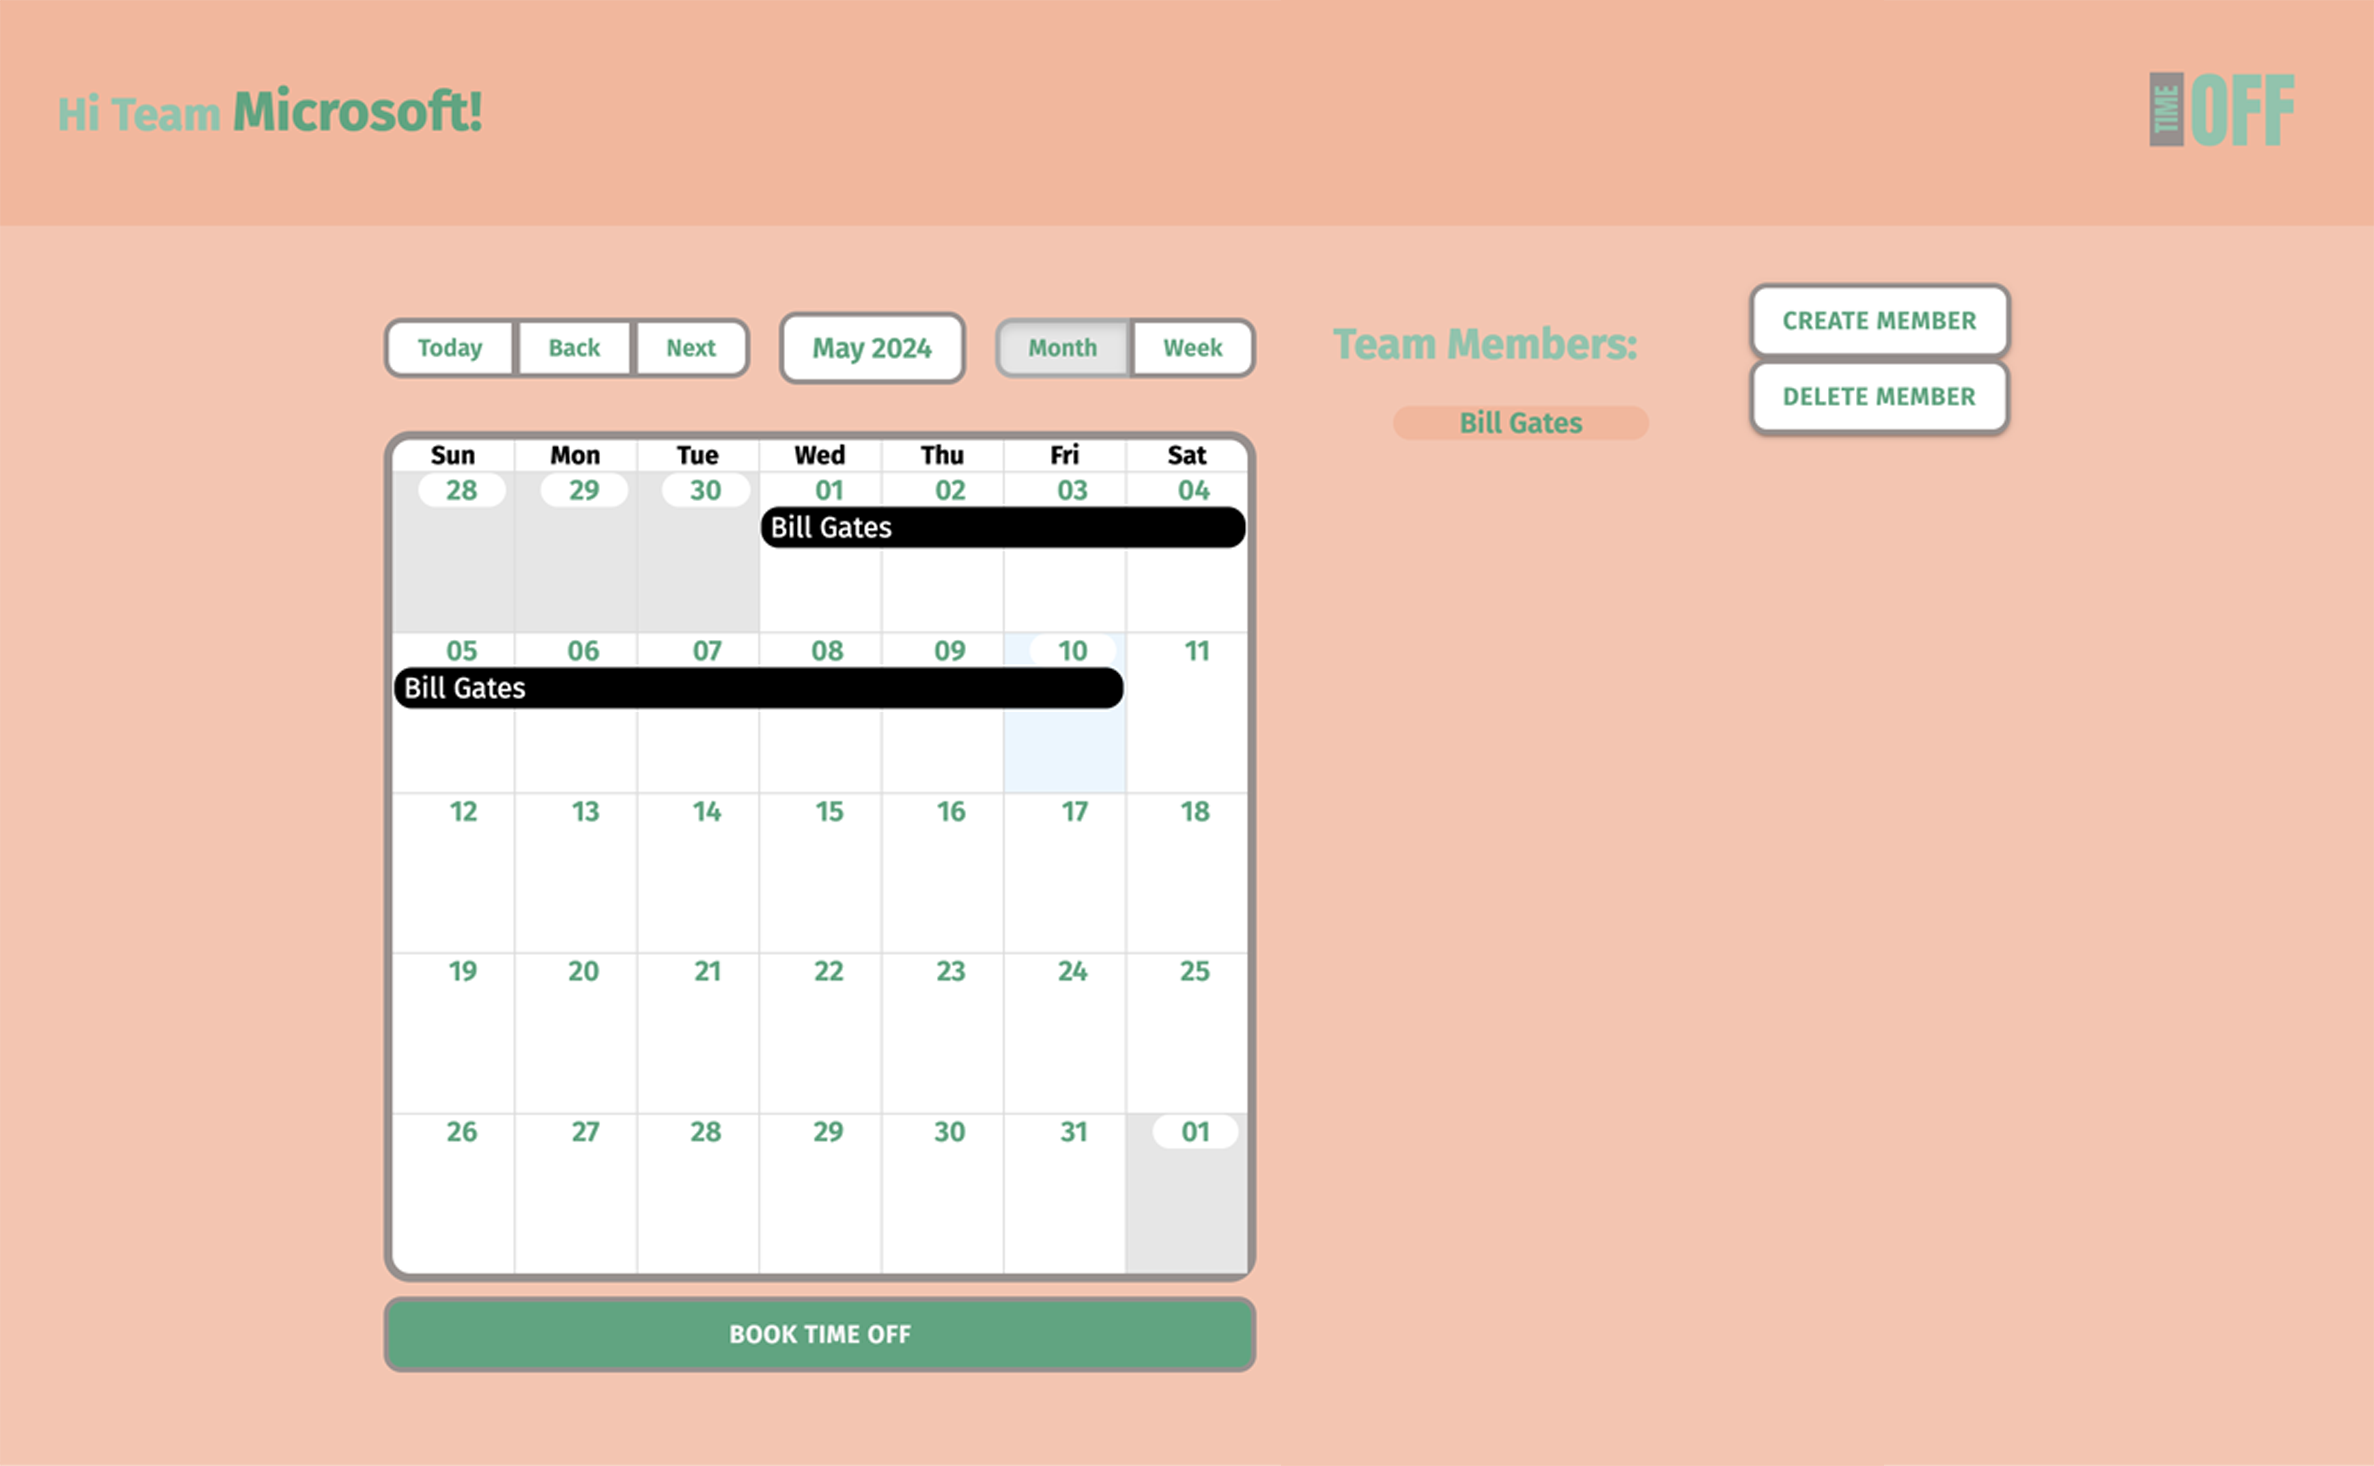 Hi Team Microsoft!
TIME OFF
Today Back Next May 2024 Month Week
Team Members:
CREATE MEMBER
DELETE MEMBER
Bill Gates
Sun Mon Tue Wed Thu Fri Sat
28 29 30 01 02 03 04
Bill Gates
05 06 07 08 09 10 11
Bill Gates
12 13 14 15 16 17 18
19 20 21 22 23 24 25
26 27 28 29 30 31 01
BOOK TIME OFF